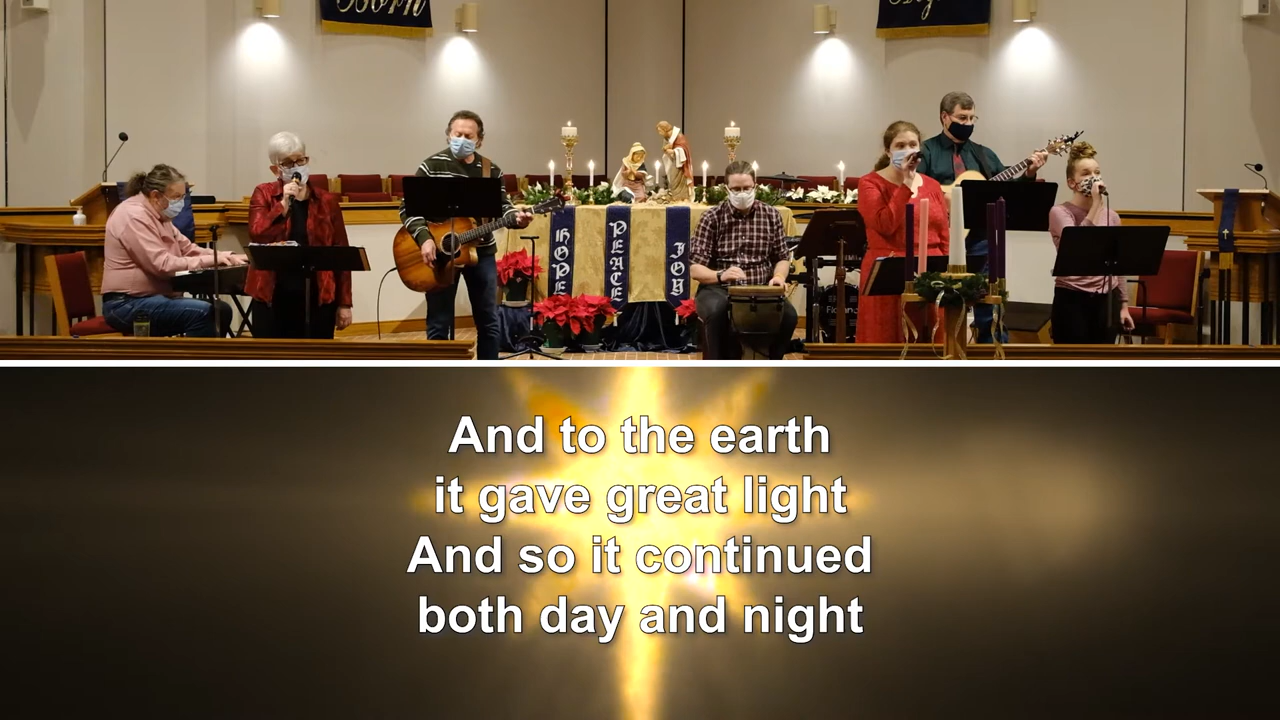 Born
HOPE
PEACE
JOY
And to the earth
it gave great light
And so it continued
both day and night